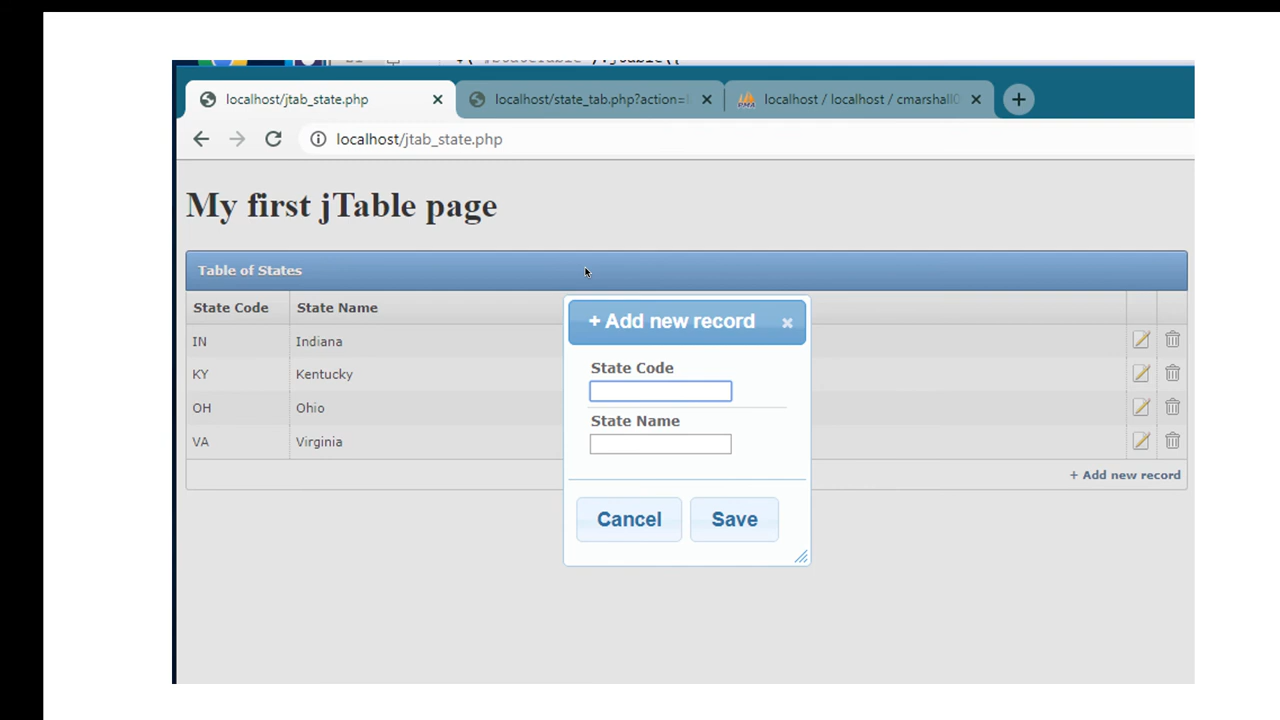 localhost/jtab_state.php
localhost/state_tab.php?action=
localhost / localhost / cmarshall
localhost/jtab_state.php
My first jTable page
Table of States
State Code State Name
IN Indiana
KY Kentucky
OH Ohio
VA Virginia
+ Add new record
+ Add new record
State Code
State Name
Cancel Save